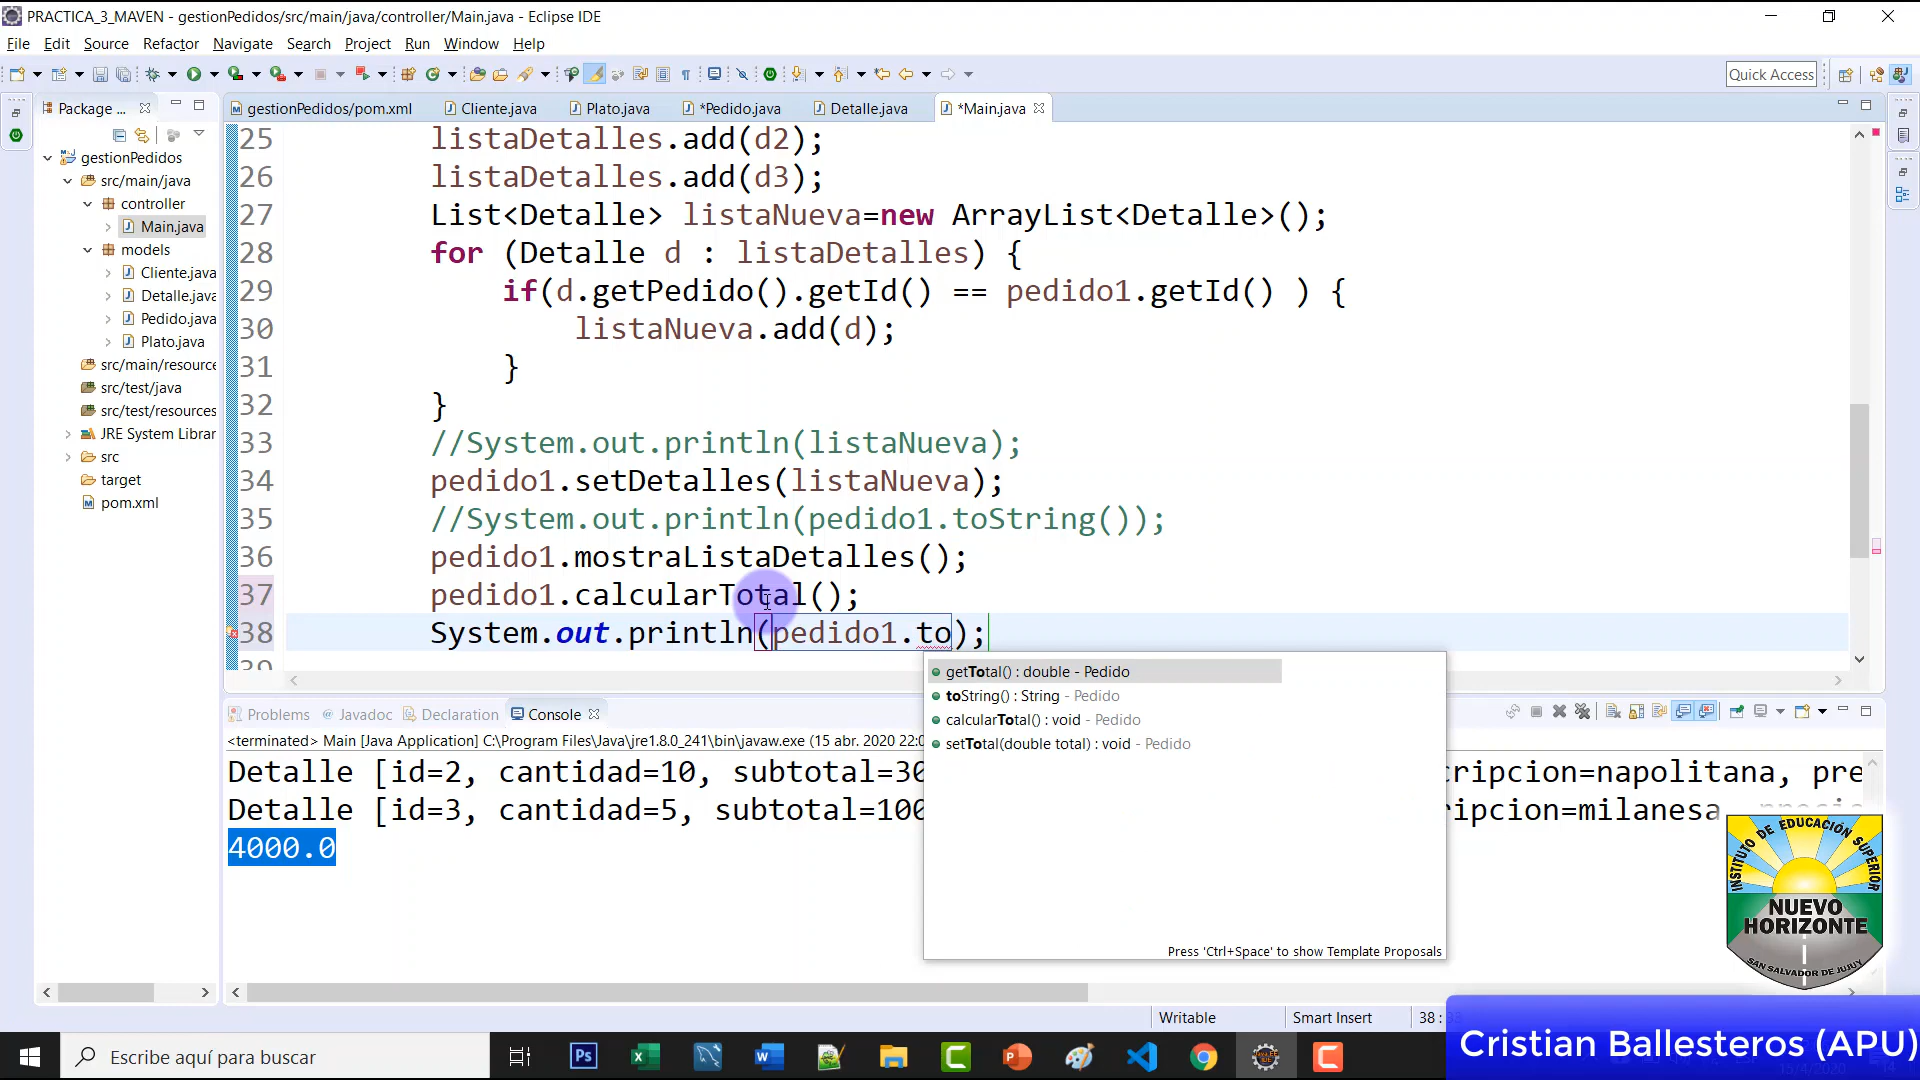 PRACTICA_3_MAVEN - gestionPedidos/src/main/java/controller/Main.java - Eclipse IDE
File Edit Source Refactor Navigate Search Project Run Window Help
Quick Access
Package ...
gestionPedidos/pom.xml Cliente.java Plato.java *Pedido.java Detalle.java *Main.java
gestionPedidos
src/main/java
controller
Main.java
models
Cliente.java
Detalle.java
Pedido.java
Plato.java
src/main/resource
src/test/java
src/test/resources
JRE System Librar
src
target
pom.xml
25 listaDetalles.add(d2);
26 listaDetalles.add(d3);
27 List<Detalle> listaNueva=new ArrayList<Detalle>();
28 for (Detalle d : listaDetalles) {
29 if(d.getPedido().getId() == pedido1.getId() ) {
30 listaNueva.add(d);
31 }
32 }
33 //System.out.println(listaNueva);
34 pedido1.setDetalles(listaNueva);
35 //System.out.println(pedido1.toString());
36 pedido1.mostraListaDetalles();
37 pedido1.calcularTotal();
38 System.out.println(pedido1.to);
39
getTotal() : double - Pedido
toString() : String - Pedido
calcularTotal() : void - Pedido
setTotal(double total) : void - Pedido
Press 'Ctrl+Space' to show Template Proposals
Problems Javadoc Declaration Console
<terminated> Main [Java Application] C:\Program Files\Java\jre1.8.0_241\bin\javaw.exe (15 abr. 2020 22:0
Detalle [id=2, cantidad=10, subtotal=30 cripcion=napolitana, pre
Detalle [id=3, cantidad=5, subtotal=100 ripcion=milanesa
4000.0
INSTITUTO DE EDUCACIÓN SUPERIOR
NUEVO
HORIZONTE
SAN SALVADOR DE JUJUY
Writable Smart Insert 38 :
Escribe aquí para buscar
Cristian Ballesteros (APU)